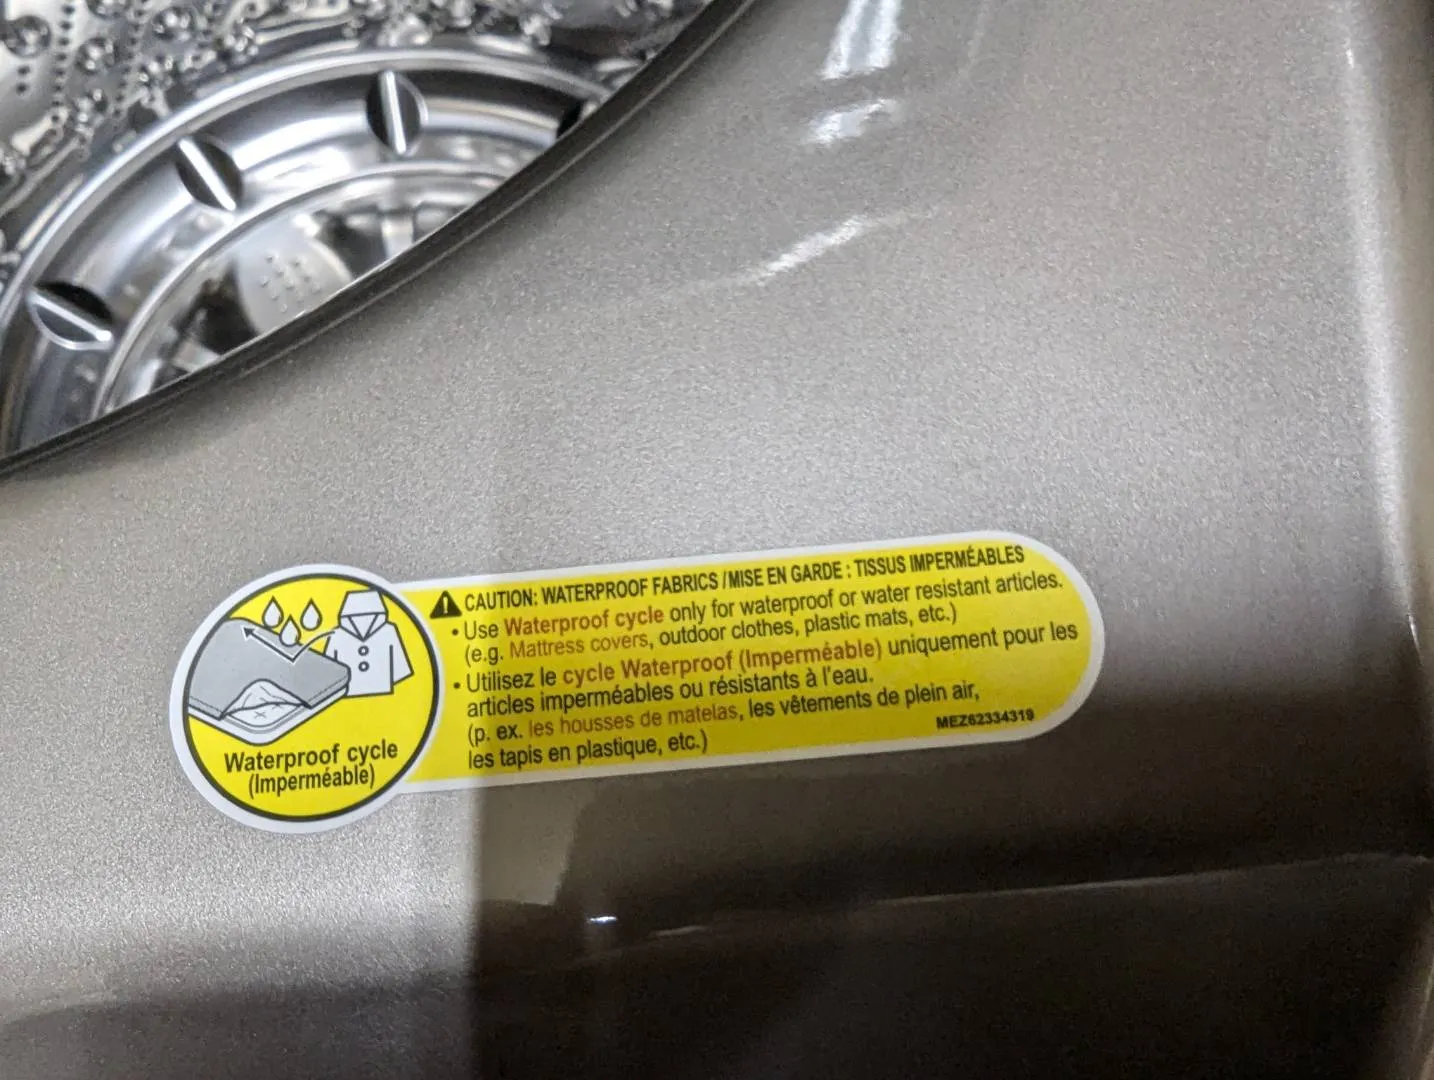 CAUTION: WATERPROOF FABRICS / MISE EN GARDE : TISSUS IMPERMÉABLES
• Use Waterproof cycle only for waterproof or water resistant articles.
(e.g. Mattress covers, outdoor clothes, plastic mats, etc.)
• Utilisez le cycle Waterproof (Imperméable) uniquement pour les
articles imperméables ou résistants à l'eau.
(p. ex. les housses de matelas, les vêtements de plein air,
les tapis en plastique, etc.)
MEZ62334319
Waterproof cycle
(Imperméable)